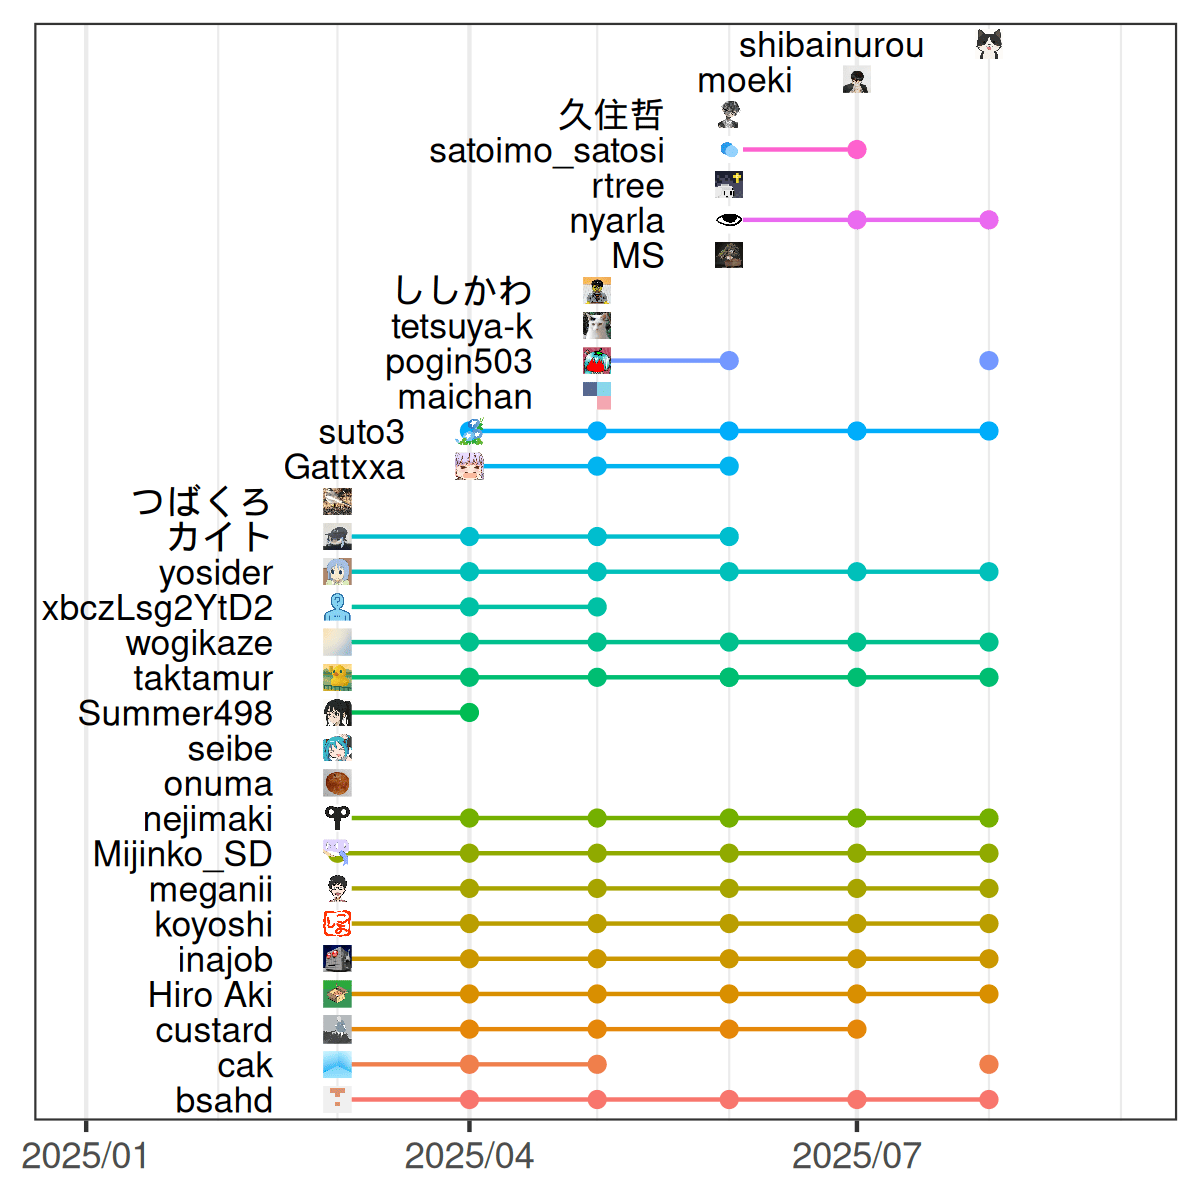 shibainurou
moeki
久住哲
satoimo_satosi
rtree
nyarla
MS
ししかわ
tetsuya-k
pogin503
maichan
suto3
Gattxxa
つばくろ
カイト
yosider
xbczLsg2YtD2
wogikaze
taktamur
Summer498
seibe
onuma
nejimaki
Mijinko_SD
meganii
koyoshi
inajob
Hiro Aki
custard
cak
bsahd
2025/01 2025/04 2025/07